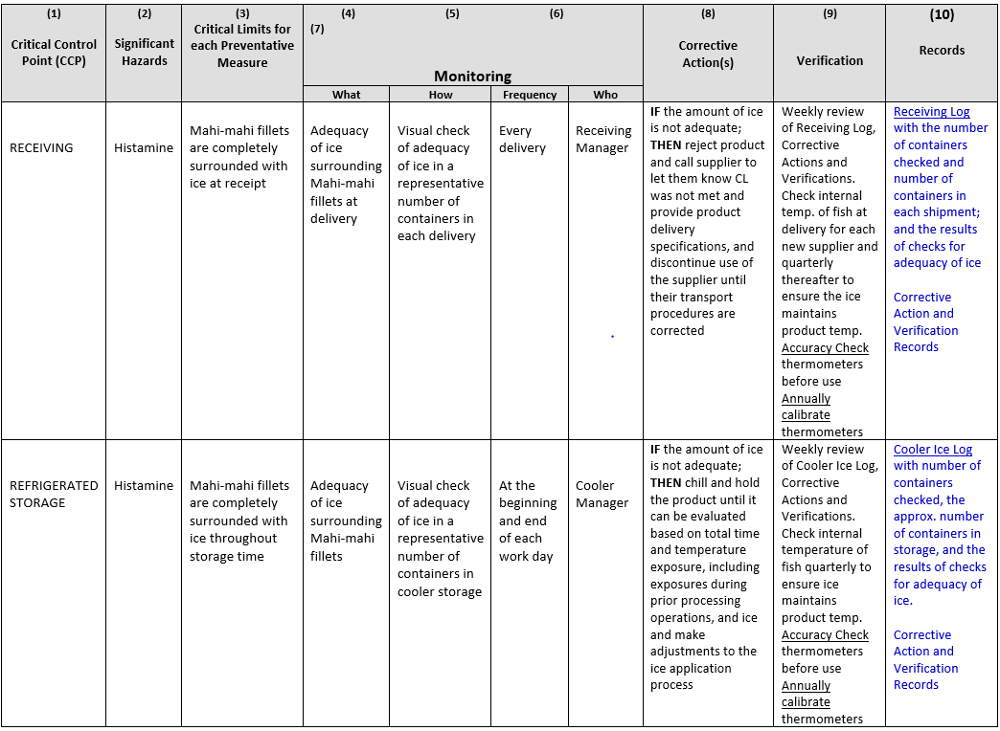 (1)
Critical Control
Point (CCP)
(2)
Significant
Hazards
(3)
Critical Limits for
each Preventative
Measure
(4) (5) (6)
(7)
Monitoring
What
How
Frequency
Who
(8)
Corrective
Action(s)
(9)
Verification
(10)
Records
RECEIVING
Histamine
Mahi-mahi fillets
are completely
surrounded with
ice at receipt
Adequacy
of ice
surrounding
Mahi-mahi
fillets at
delivery
Visual check
of adequacy
of ice in a
representative
number of
containers in
each delivery
Every
delivery
Receiving
Manager
IF the amount of ice
is not adequate;
THEN reject product
and call supplier to
let them know CL
was not met and
provide product
delivery
specifications, and
discontinue use of
the supplier until
their transport
procedures are
corrected
Weekly review
of Receiving Log,
Corrective
Actions and
Verifications.
Check internal
temp. of fish at
delivery for each
new supplier and
quarterly
thereafter to
ensure the ice
maintains
product temp.
Accuracy Check
thermometers
before use
Annually
calibrate
thermometers
Receiving Log
with the number
of containers
checked and
number of
containers in
each shipment;
and the results
of checks for
adequacy of ice
Corrective
Action and
Verification
Records
REFRIGERATED
STORAGE
Histamine
Mahi-mahi fillets
are completely
surrounded with
ice throughout
storage time
Adequacy
of ice
surrounding
Mahi-mahi
fillets
Visual check
of adequacy
of ice in a
representative
number of
containers in
cooler storage
At the
beginning
and end
of each
work day
Cooler
Manager
IF the amount of ice
is not adequate;
THEN chill and hold
the product until it
can be evaluated
based on total time
and temperature
exposure, including
exposures during
prior processing
operations, and ice
and make
adjustments to the
ice application
process
Weekly review
of Cooler Ice Log,
Corrective
Actions and
Verifications.
Check internal
temperature of
fish quarterly to
ensure ice
maintains
product temp.
Accuracy Check
thermometers
before use
Annually
calibrate
thermometers
Cooler Ice Log
with number of
containers
checked, the
approx. number
of containers in
storage, and the
results of checks
for adequacy of
ice.
Corrective
Action and
Verification
Records